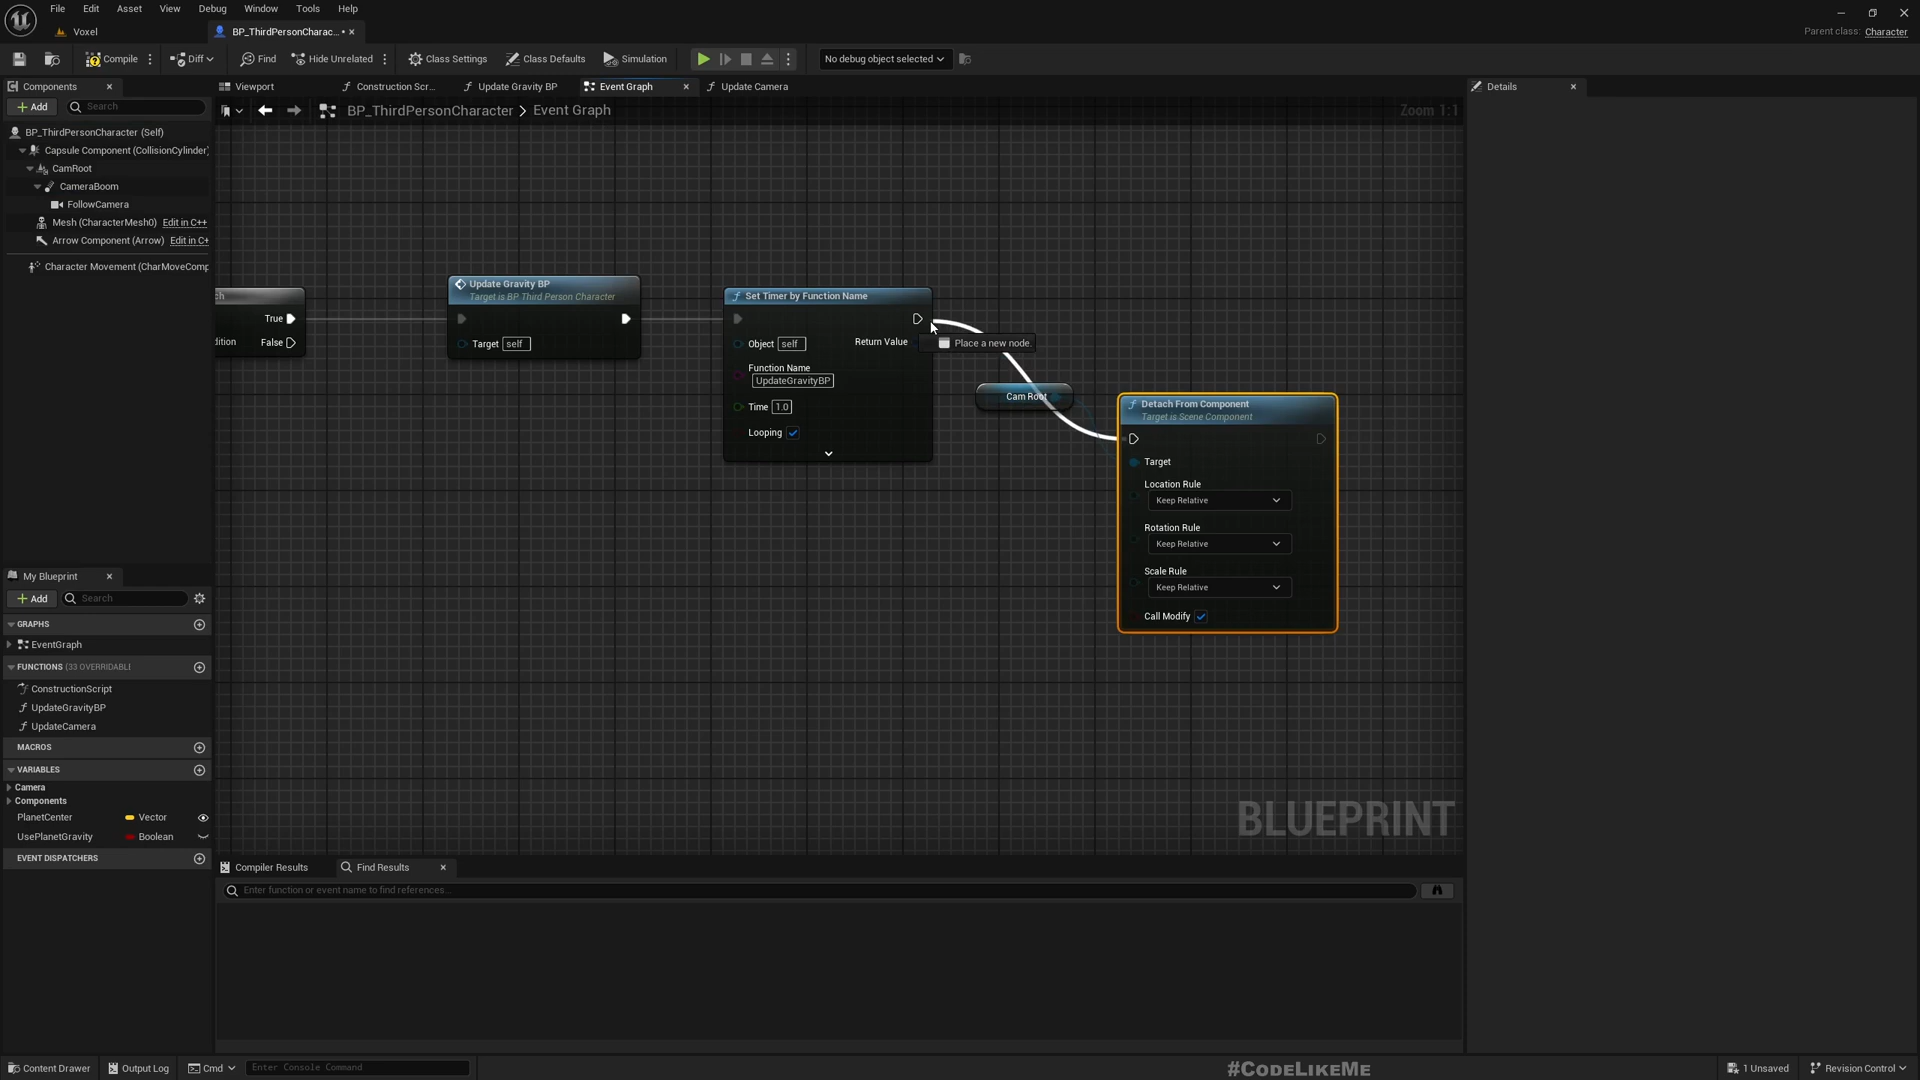 File Edit Asset View Debug Window Tools Help
Voxel BP_ThirdPersonCharac... •
Parent class: Character
Compile Diff Find Hide Unrelated Class Settings Class Defaults Simulation No debug object selected
Components
Add Search
BP_ThirdPersonCharacter (Self)
Capsule Component (CollisionCylinder)
CamRoot
CameraBoom
FollowCamera
Mesh (CharacterMesh0) Edit in C++
Arrow Component (Arrow) Edit in C+
Character Movement (CharMoveComp
Viewport Construction Scr... Update Gravity BP Event Graph Update Camera
BP_ThirdPersonCharacter > Event Graph
Zoom 1:1
Details
ch
True
dition False
Update Gravity BP
Target is BP Third Person Character
Target self
Set Timer by Function Name
Object self
Return Value
Function Name
UpdateGravityBP
Time 1.0
Looping
Place a new node.
Cam Root
Detach From Component
Target is Scene Component
Target
Location Rule
Keep Relative
Rotation Rule
Keep Relative
Scale Rule
Keep Relative
Call Modify
BLUEPRINT
My Blueprint
Add Search
GRAPHS
EventGraph
FUNCTIONS (33 OVERRIDABL
ConstructionScript
UpdateGravityBP
UpdateCamera
MACROS
VARIABLES
Camera
Components
PlanetCenter Vector
UsePlanetGravity Boolean
EVENT DISPATCHERS
Compiler Results Find Results
Enter function or event name to find references...
Content Drawer Output Log Cmd Enter Console Command
#CODELIKEME
1 Unsaved Revision Control